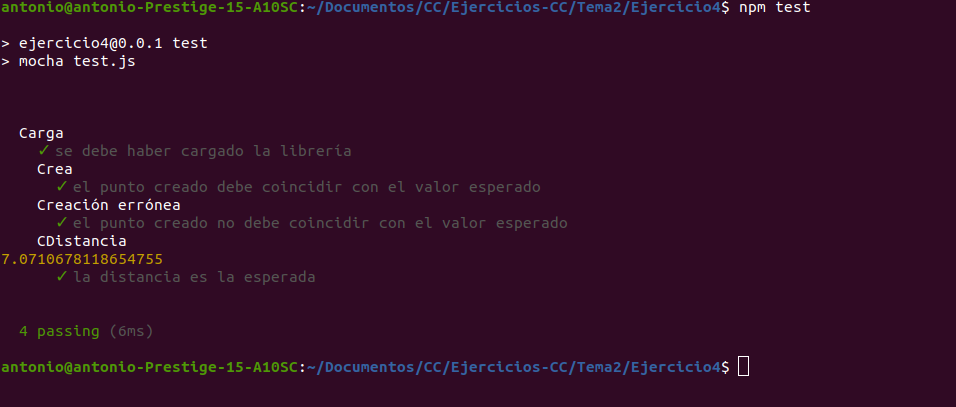 antonio@antonio-Prestige-15-A10SC:~/Documentos/CC/Ejercicios-CC/Tema2/Ejercicio4$ npm test
> ejercicio4@0.0.1 test
> mocha test.js
Carga
✓ se debe haber cargado la libreria
Crea
✓ el punto creado debe coincidir con el valor esperado
Creación errónea
✓ el punto creado no debe coincidir con el valor esperado
CDistancia
7.0710678118654755
✓ la distancia es la esperada
4 passing (6ms)
antonio@antonio-Prestige-15-A10SC:~/Documentos/CC/Ejercicios-CC/Tema2/Ejercicio4$